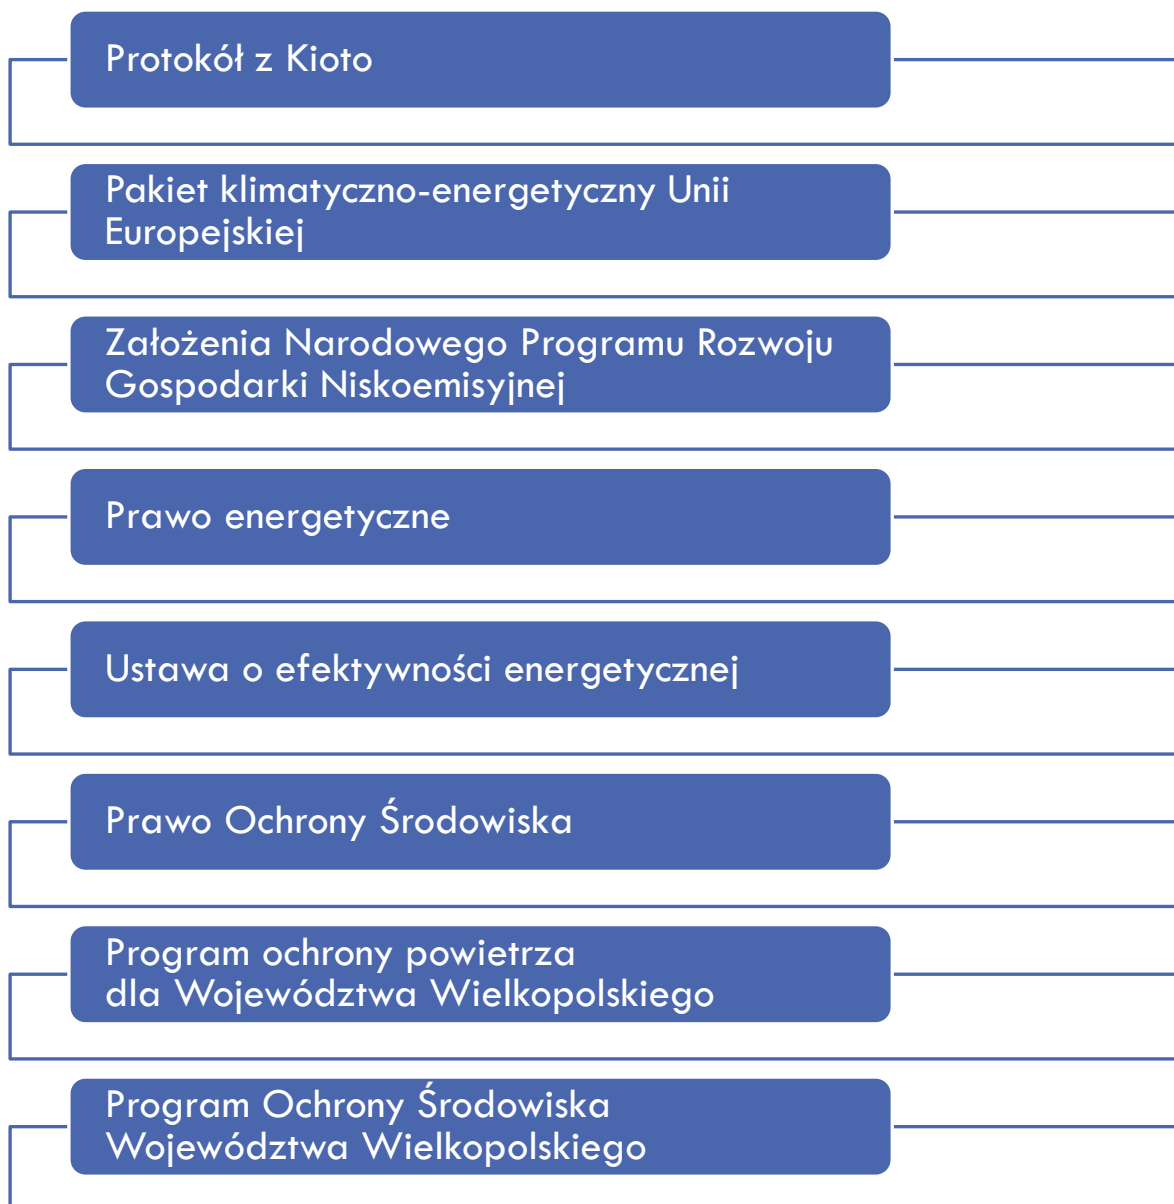 Protokół z Kioto
Pakiet klimatyczno-energetyczny Unii
Europejskiej
Założenia Narodowego Programu Rozwoju
Gospodarki Niskoemisyjnej
Prawo energetyczne
Ustawa o efektywności energetycznej
Prawo Ochrony Środowiska
Program ochrony powietrza
dla Województwa Wielkopolskiego
Program Ochrony Środowiska
Województwa Wielkopolskiego